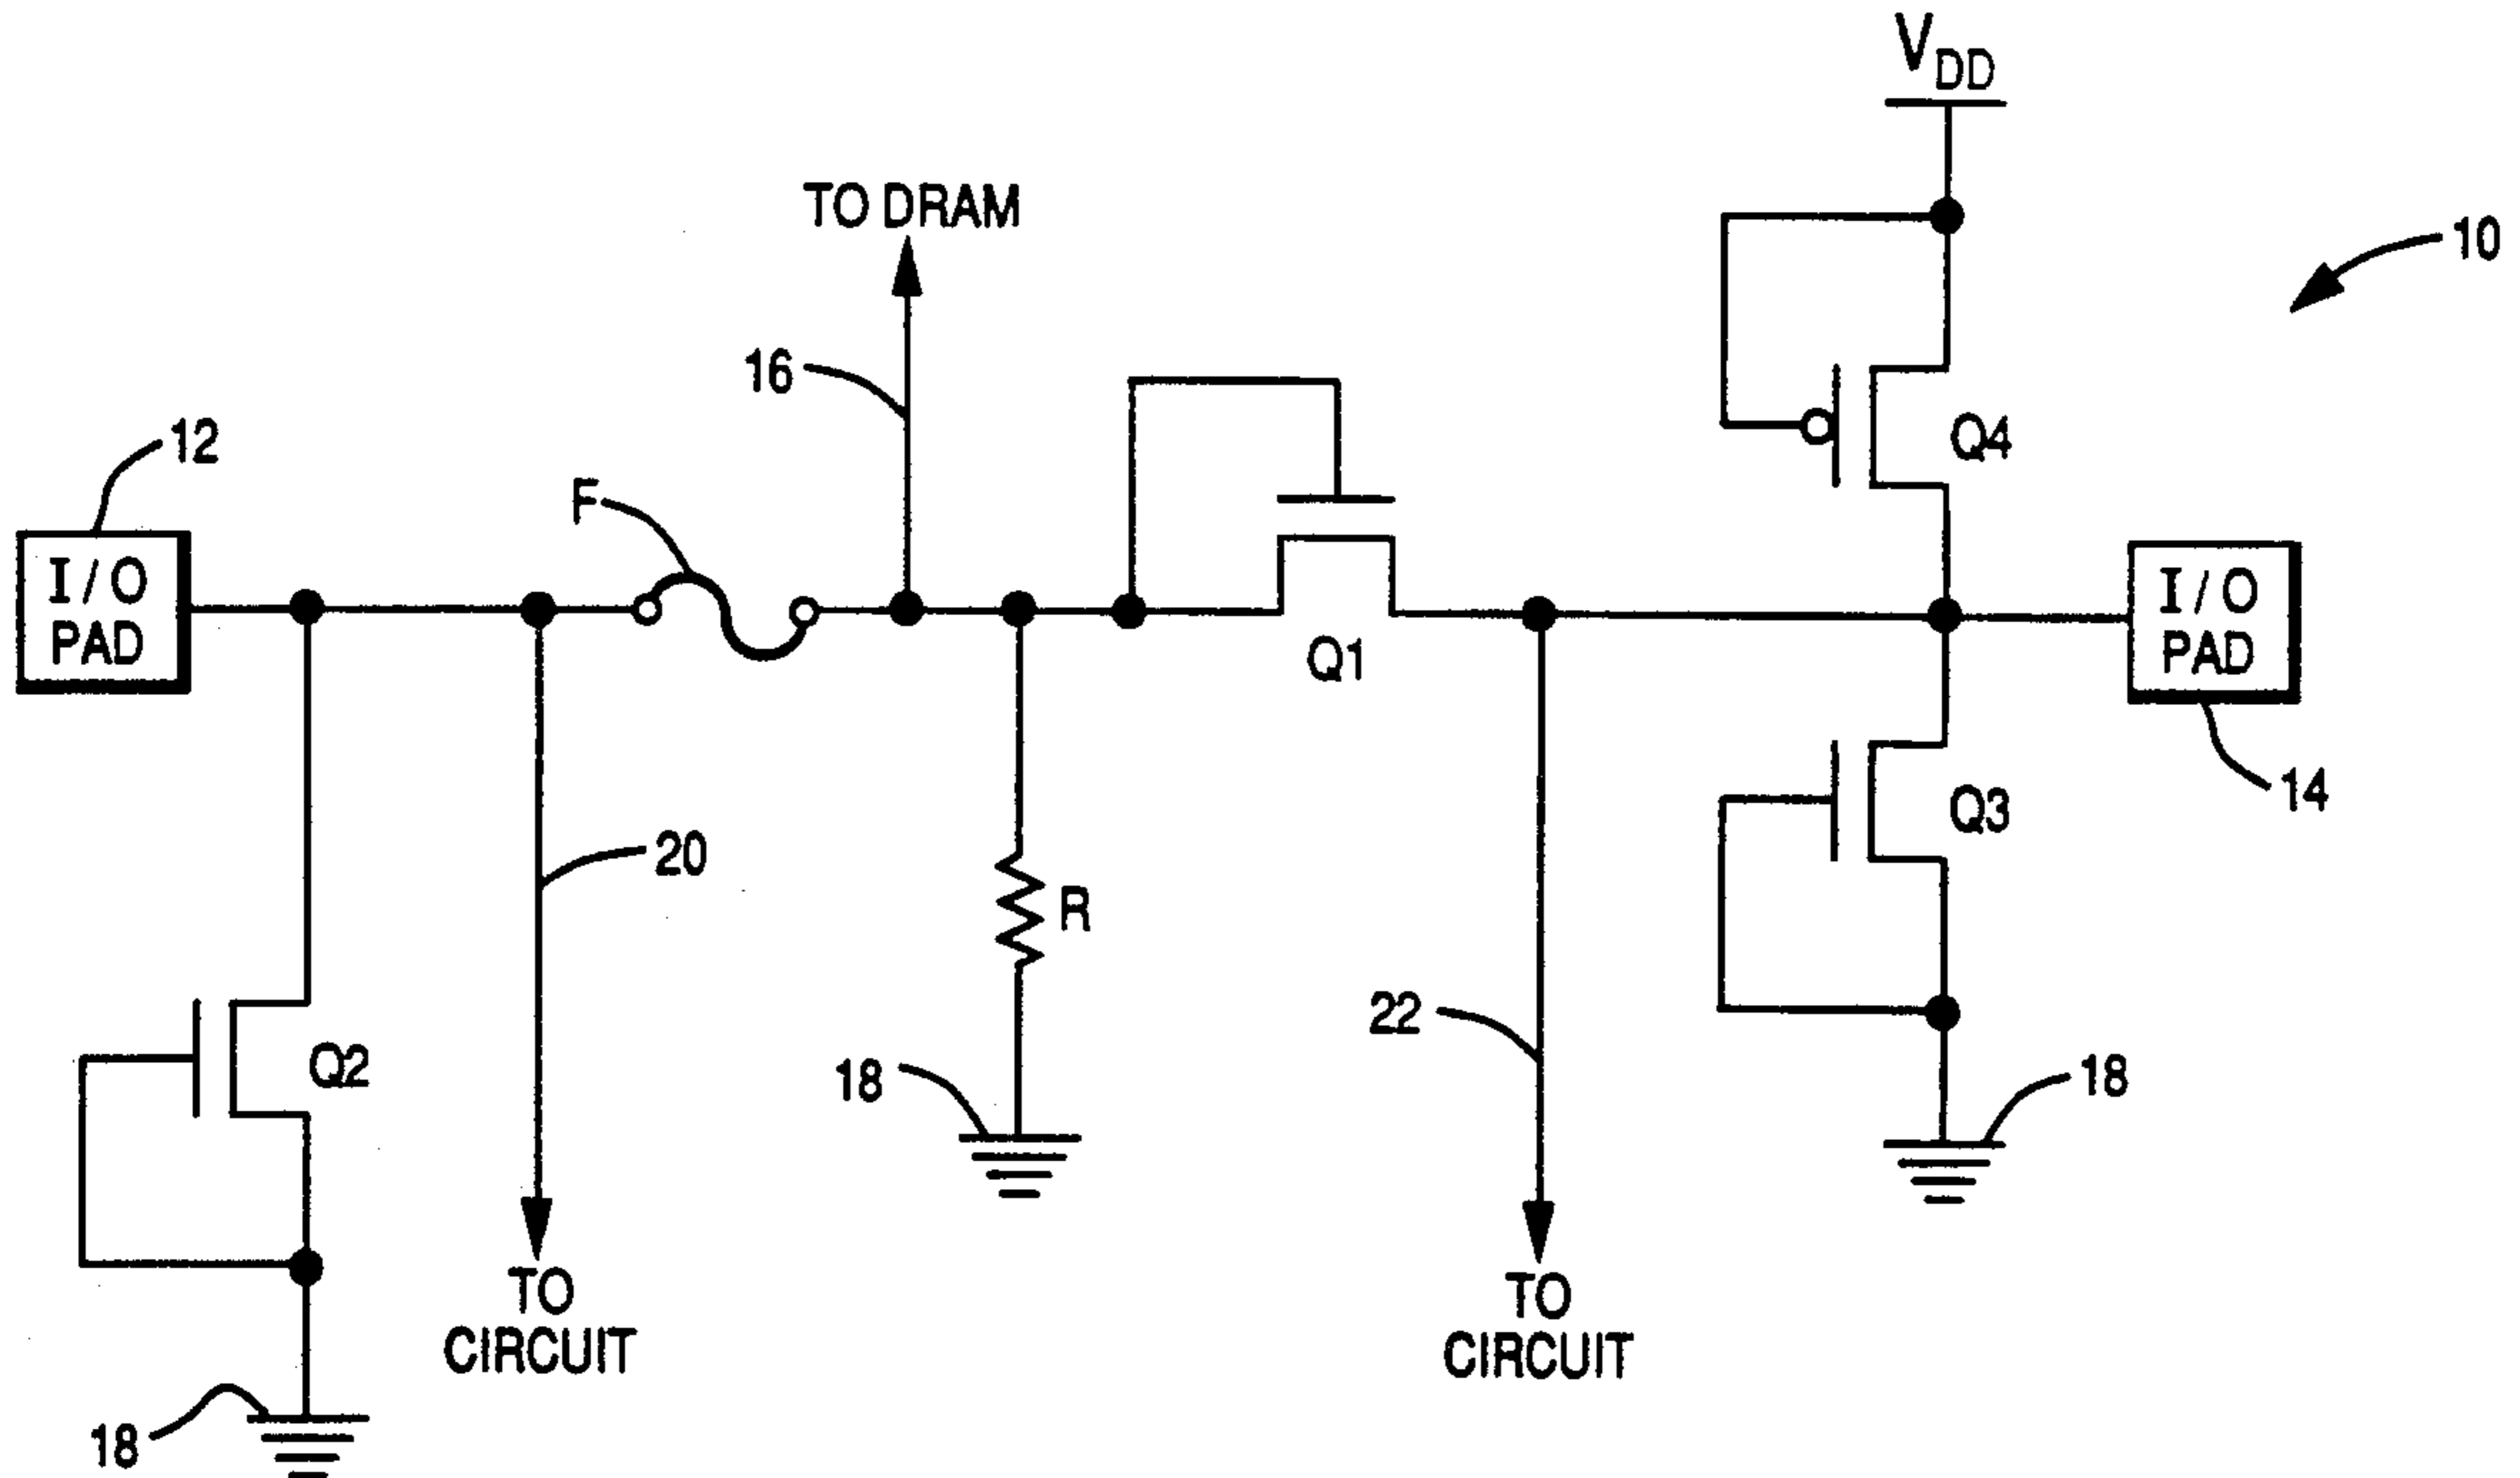 V_DD
10
TO DRAM
16
Q4
12
F
I/O
PAD
I/O
PAD
Q1
14
Q3
20
R
22
Q2
18
18
TO
CIRCUIT
TO
CIRCUIT
18